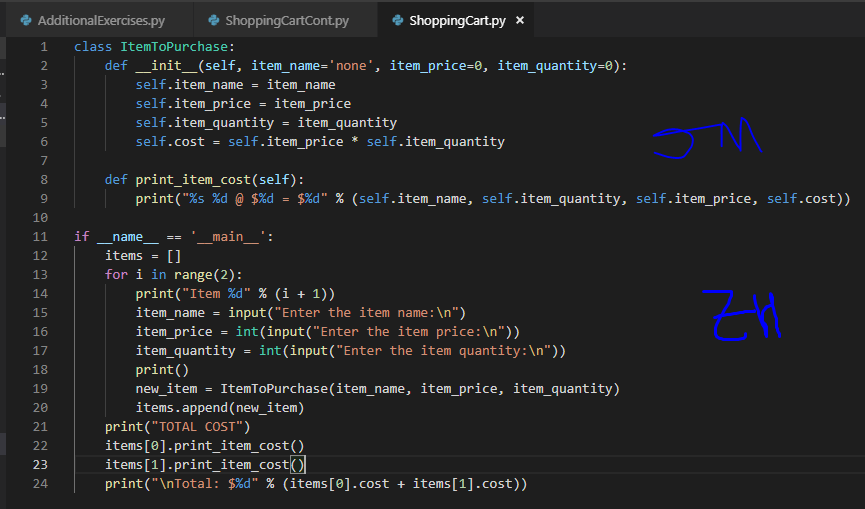 AdditionalExercises.py ShoppingCartCont.py ShoppingCart.py ×
1 class ItemToPurchase:
2     def __init__(self, item_name='none', item_price=0, item_quantity=0):
3         self.item_name = item_name
4         self.item_price = item_price
5         self.item_quantity = item_quantity
6         self.cost = self.item_price * self.item_quantity
7
8     def print_item_cost(self):
9         print("%s %d @ $%d = $%d" % (self.item_name, self.item_quantity, self.item_price, self.cost))
10
11 if __name__ == '__main__':
12     items = []
13     for i in range(2):
14         print("Item %d" % (i + 1))
15         item_name = input("Enter the item name:\n")
16         item_price = int(input("Enter the item price:\n"))
17         item_quantity = int(input("Enter the item quantity:\n"))
18         print()
19         new_item = ItemToPurchase(item_name, item_price, item_quantity)
20         items.append(new_item)
21     print("TOTAL COST")
22     items[0].print_item_cost()
23     items[1].print_item_cost()
24     print("\nTotal: $%d" % (items[0].cost + items[1].cost))